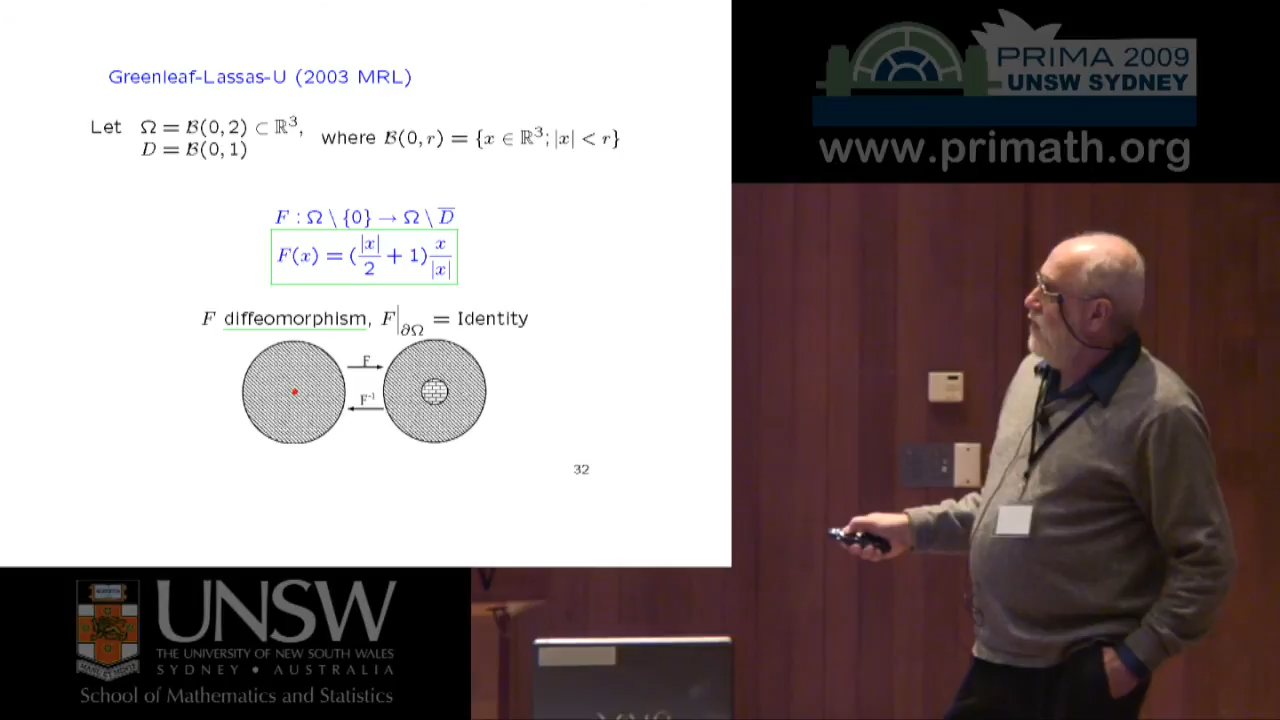 Greenleaf-Lassas-U (2003 MRL)
Let Ω = B(0, 2) ⊂ ℝ³,
D = B(0, 1)
where B(0, r) = {x ∈ ℝ³; |x| < r}
F : Ω \ {0} → Ω \ D̅
F(x) = (|x|/2 + 1) x/|x|
F diffeomorphism, F|∂Ω = Identity
F
F⁻¹
32
PRIMA 2009
UNSW SYDNEY
www.primath.org
UNSW
THE UNIVERSITY OF NEW SOUTH WALES
SYDNEY • AUSTRALIA
School of Mathematics and Statistics